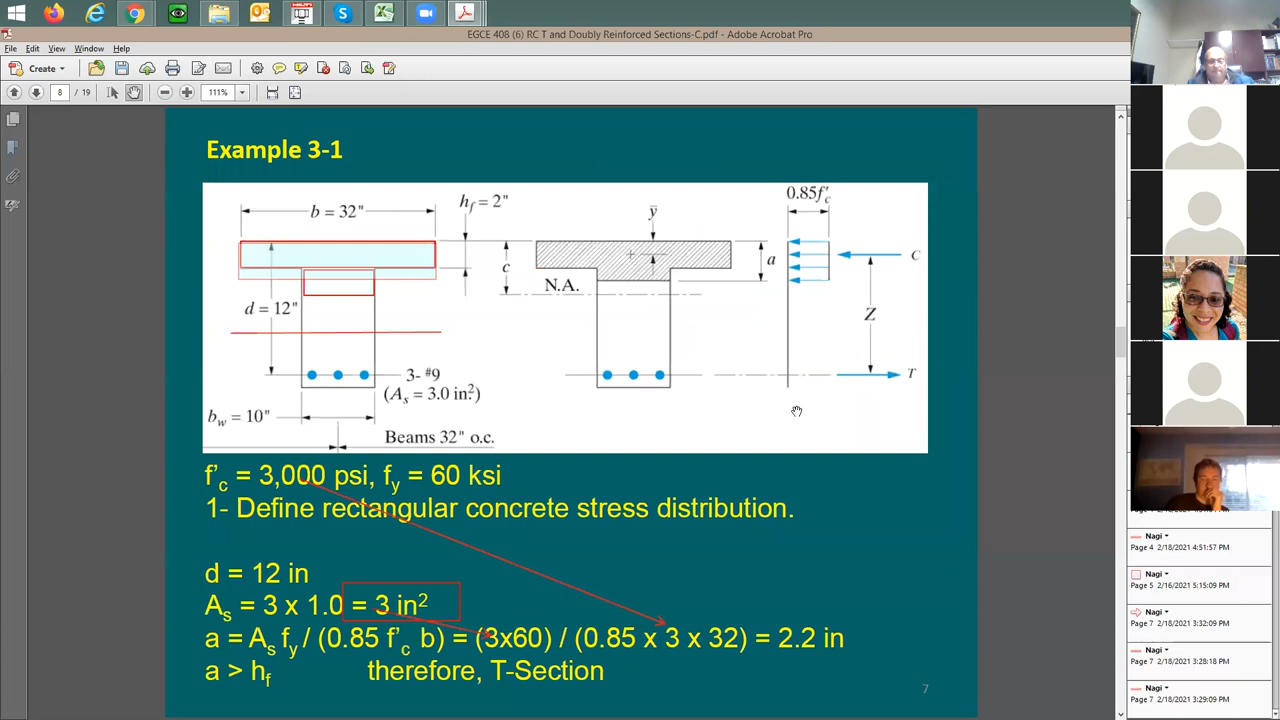 EGCE 408 (6) RC T and Doubly Reinforced Sections-C.pdf - Adobe Acrobat Pro
File Edit View Window Help
Create
8 / 19
111%
Example 3-1
b = 32"
hf = 2"
ȳ
0.85f'c
c
a
C
d = 12"
N.A.
Z
3- #9
T
(As = 3.0 in.²)
bw = 10"
Beams 32" o.c.
f'c = 3,000 psi, fy = 60 ksi
1- Define rectangular concrete stress distribution.
d = 12 in
As = 3 x 1.0 = 3 in²
a = As fy / (0.85 f'c b) = (3x60) / (0.85 x 3 x 32) = 2.2 in
a > hf therefore, T-Section
7
Nagi
Page 4 2/18/2021 4:51:57 PM
Nagi
Page 5 2/16/2021 5:15:09 PM
Nagi
Page 7 2/18/2021 3:32:09 PM
Nagi
Page 7 2/18/2021 3:28:18 PM
Nagi
Page 7 2/18/2021 3:29:09 PM